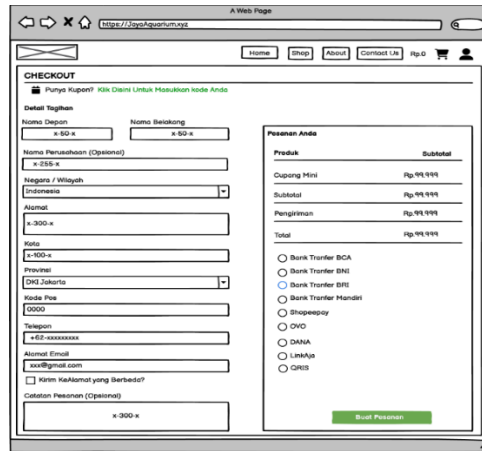 A Web Page
https://JayaAquarium.xyz
Home Shop About Contact Us Rp.0
CHECKOUT
Punya Kupon? Klik Disini Untuk Masukkan kode Anda
Detail Tagihan
Nama Depan Nama Belakang
x-50-x x-50-x
Nama Perusahaan (Opsional)
x-255-x
Negara / Wilayah
Indonesia
Alamat
x-300-x
Kota
x-100-x
Provinsi
DKI Jakarta
Kode Pos
0000
Telepon
+62-xxxxxxxxx
Alamat Email
xxx@gmail.com
Kirim KeAlamat yang Berbeda?
Catatan Pesanan (Opsional)
x-300-x
Pesanan Anda
Produk Subtotal
Cupang Mini Rp.99.999
Subtotal Rp.99.999
Pengiriman Rp.99.999
Total Rp.99.999
Bank Tranfer BCA
Bank Tranfer BNI
Bank Tranfer BRI
Bank Tranfer Mandiri
Shopeepay
OVO
DANA
LinkAja
QRIS
Buat Pesanan